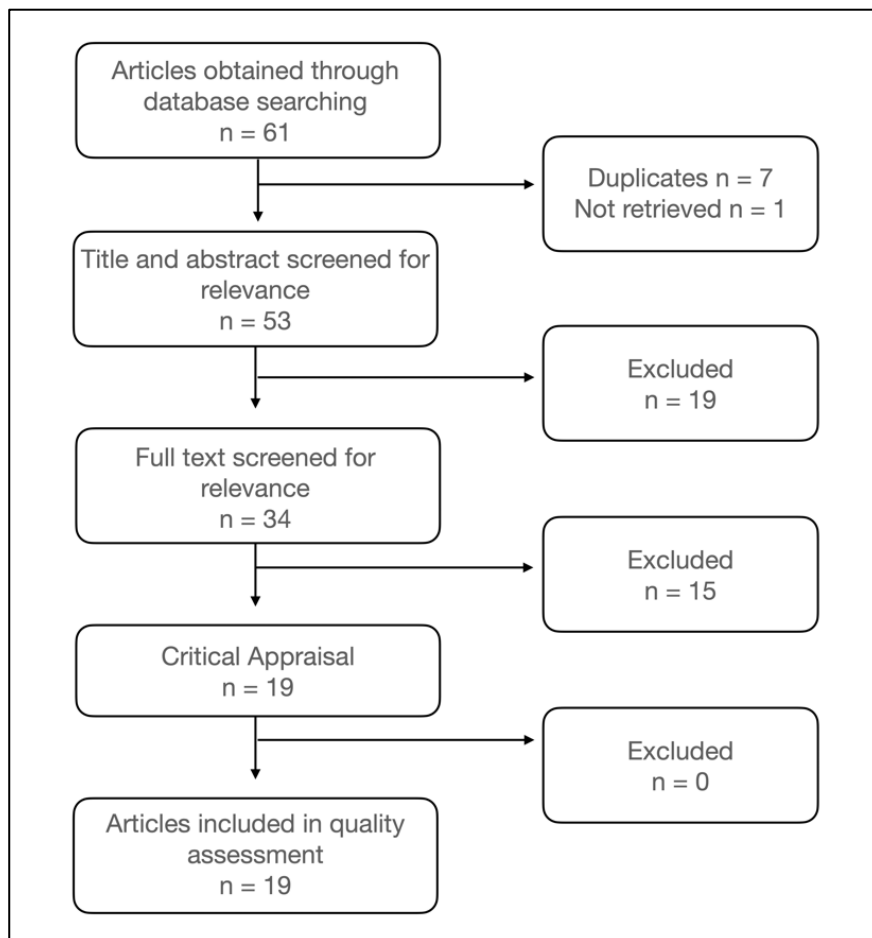 Articles obtained through
database searching
n = 61
Duplicates n = 7
Not retrieved n = 1
Title and abstract screened for
relevance
n = 53
Excluded
n = 19
Full text screened for
relevance
n = 34
Excluded
n = 15
Critical Appraisal
n = 19
Excluded
n = 0
Articles included in quality
assessment
n = 19